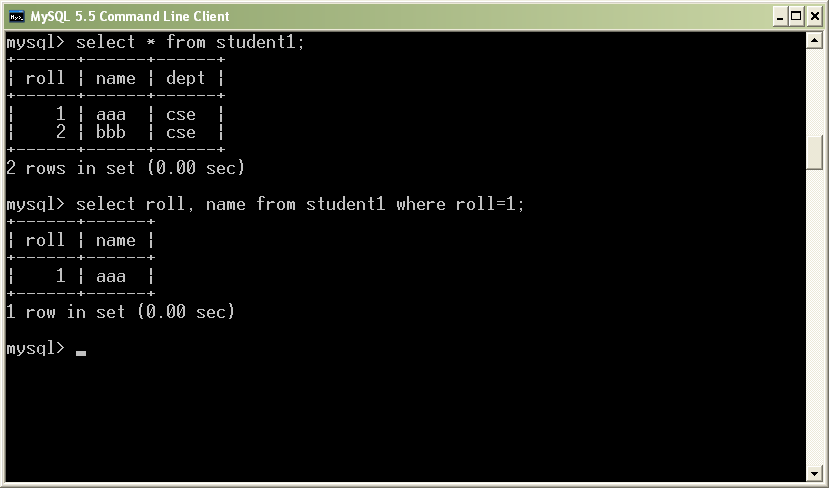 MySQL 5.5 Command Line Client
mysql> select * from student1;
+------+------+------+
| roll | name | dept |
+------+------+------+
|    1 | aaa  | cse  |
|    2 | bbb  | cse  |
+------+------+------+
2 rows in set (0.00 sec)
mysql> select roll, name from student1 where roll=1;
+------+------+
| roll | name |
+------+------+
|    1 | aaa  |
+------+------+
1 row in set (0.00 sec)
mysql> _